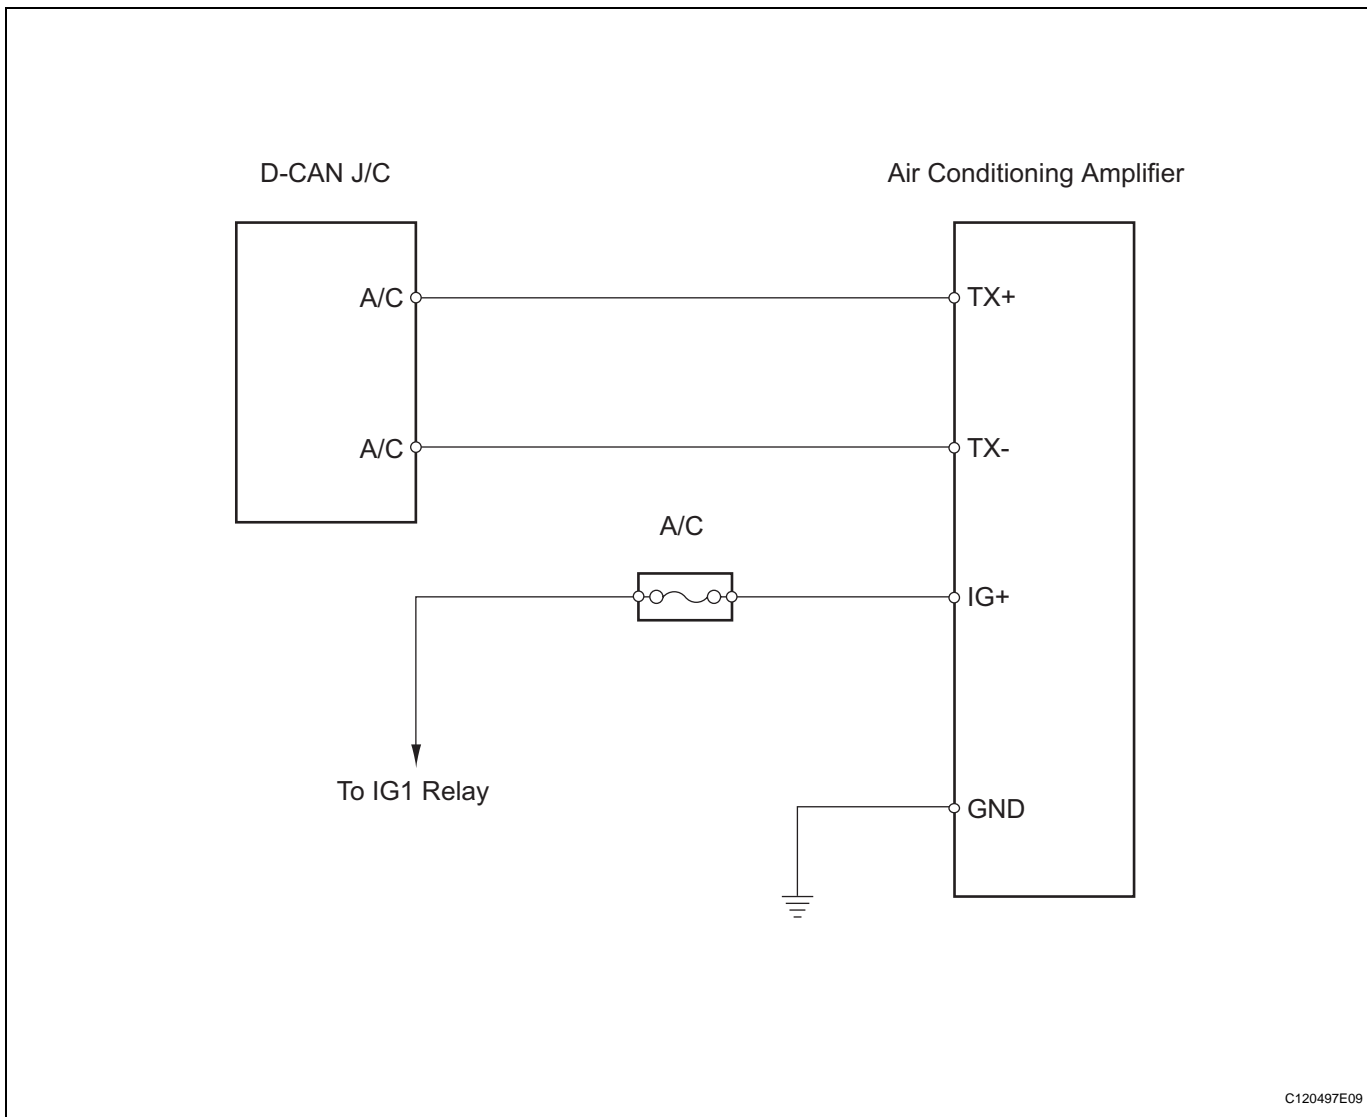 D-CAN J/C
Air Conditioning Amplifier
A/C
TX+
A/C
TX-
A/C
IG+
To IG1 Relay
GND
C120497E09